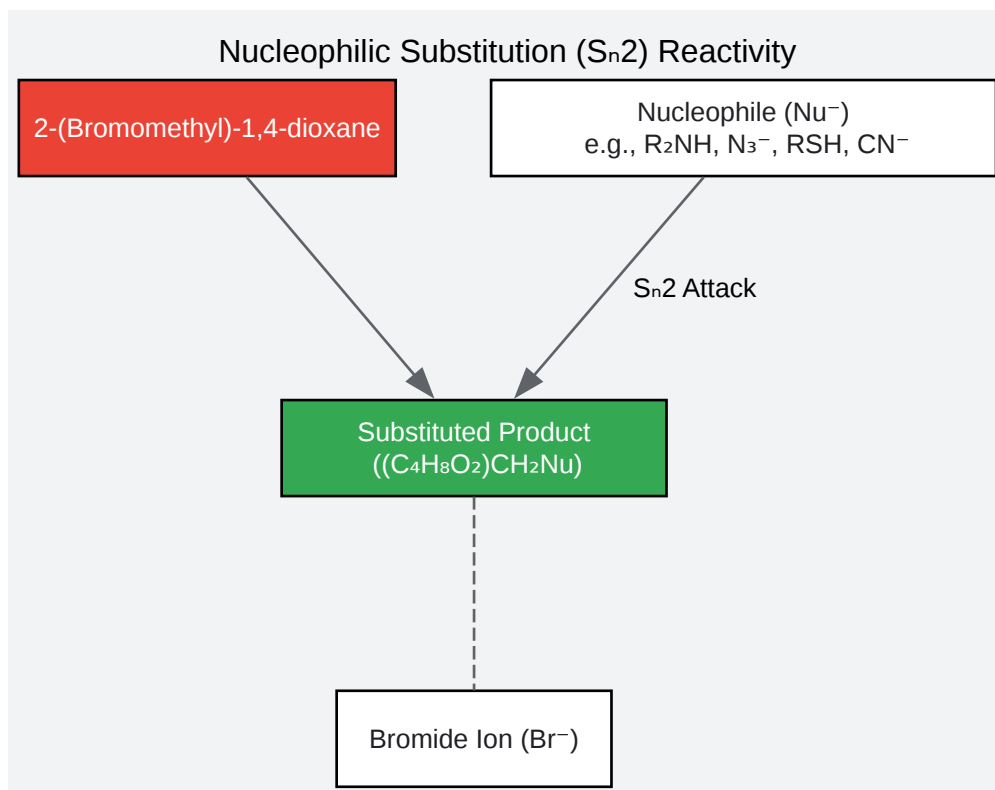 Nucleophilic Substitution (Sₙ2) Reactivity
2-(Bromomethyl)-1,4-dioxane
Nucleophile (Nu⁻)
e.g., R₂NH, N₃⁻, RSH, CN⁻
Sₙ2 Attack
Substituted Product
((C₄H₈O₂)CH₂Nu)
Bromide Ion (Br⁻)